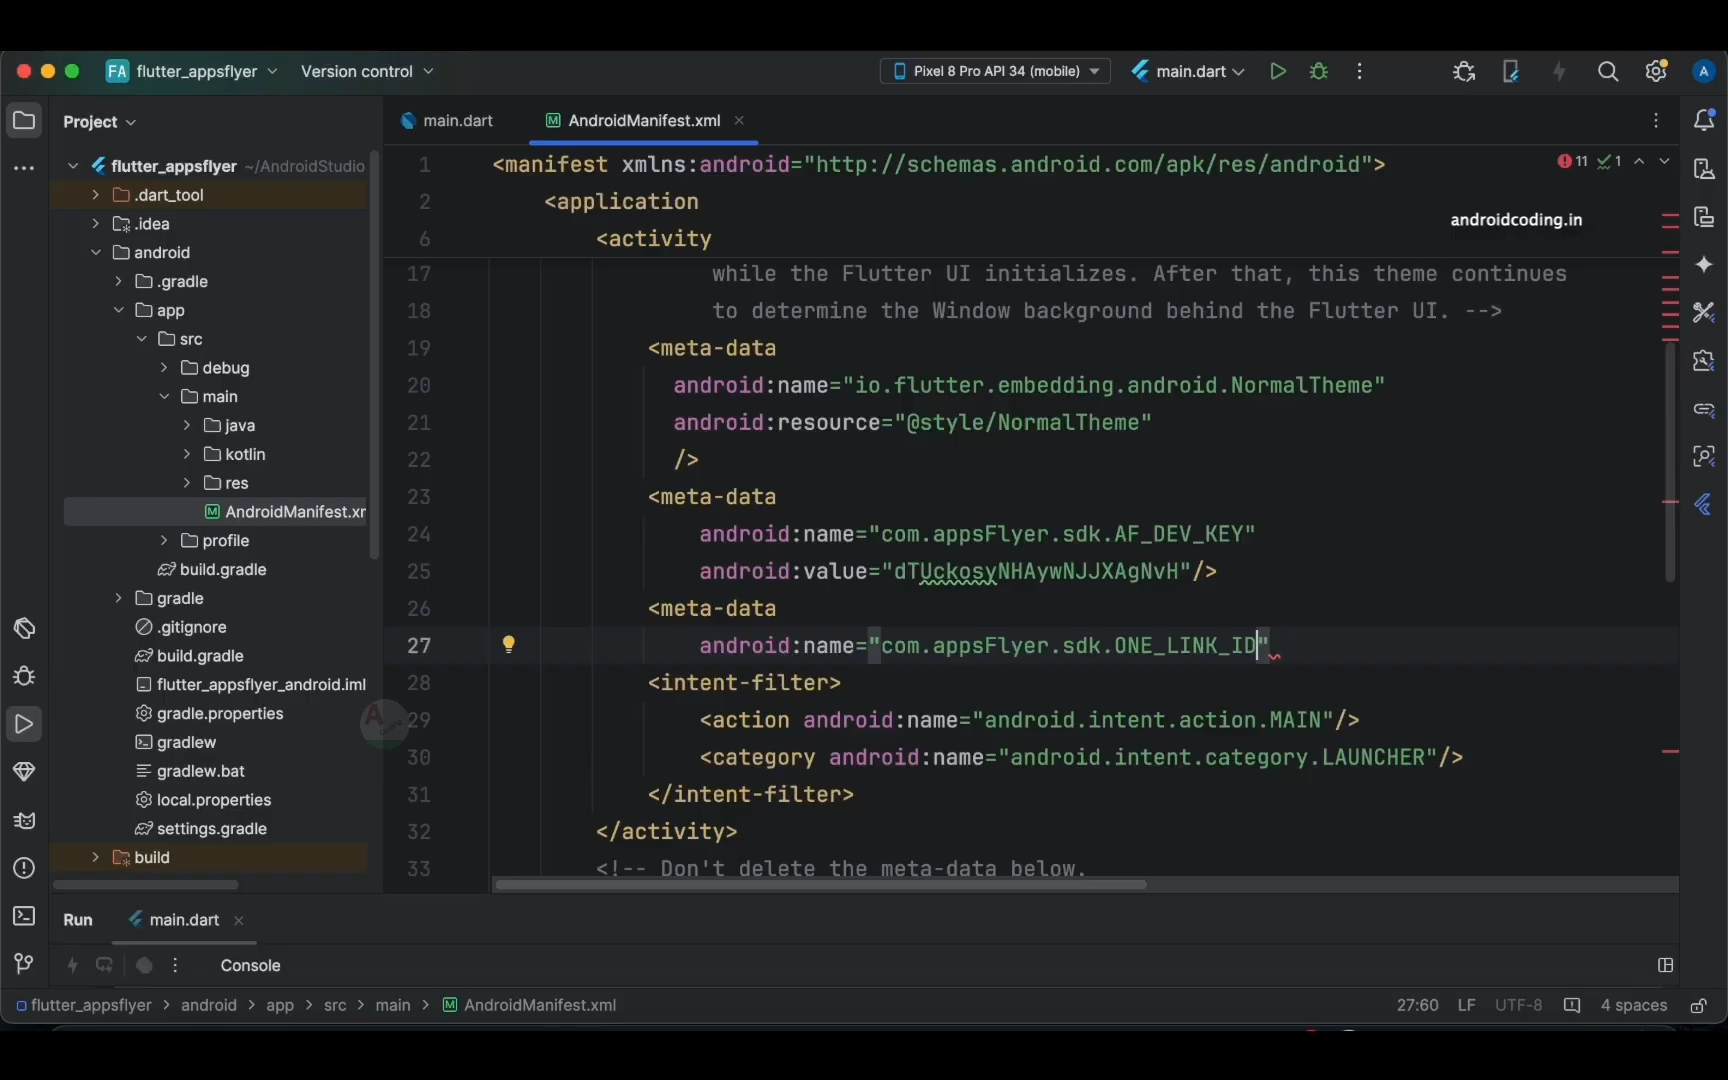 FA flutter_appsflyer Version control Pixel 8 Pro API 34 (mobile) main.dart A
Project
flutter_appsflyer ~/AndroidStudio
.dart_tool
.idea
android
.gradle
app
src
debug
main
java
kotlin
res
AndroidManifest.xr
profile
build.gradle
gradle
.gitignore
build.gradle
flutter_appsflyer_android.iml
gradle.properties
gradlew
gradlew.bat
local.properties
settings.gradle
build
main.dart AndroidManifest.xml
11 1
androidcoding.in
1 <manifest xmlns:android="http://schemas.android.com/apk/res/android">
2 <application
6 <activity
17 while the Flutter UI initializes. After that, this theme continues
18 to determine the Window background behind the Flutter UI. -->
19 <meta-data
20 android:name="io.flutter.embedding.android.NormalTheme"
21 android:resource="@style/NormalTheme"
22 />
23 <meta-data
24 android:name="com.appsFlyer.sdk.AF_DEV_KEY"
25 android:value="dTUckosyNHAywNJJXAgNvH"/>
26 <meta-data
27 android:name="com.appsFlyer.sdk.ONE_LINK_ID"
28 <intent-filter>
29 <action android:name="android.intent.action.MAIN"/>
30 <category android:name="android.intent.category.LAUNCHER"/>
31 </intent-filter>
32 </activity>
33 <!-- Don't delete the meta-data below.
Run main.dart
Console
flutter_appsflyer > android > app > src > main > AndroidManifest.xml 27:60 LF UTF-8 4 spaces